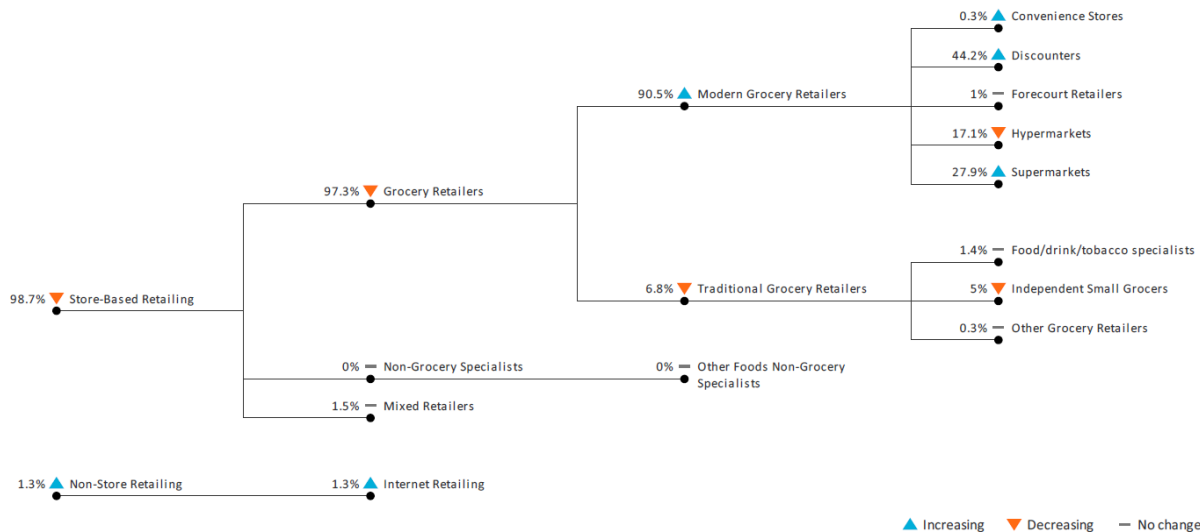 0.3% Convenience Stores
44.2% Discounters
90.5% Modern Grocery Retailers
1% Forecourt Retailers
17.1% Hypermarkets
27.9% Supermarkets
97.3% Grocery Retailers
1.4% Food/drink/tobacco specialists
6.8% Traditional Grocery Retailers
5% Independent Small Grocers
98.7% Store-Based Retailing
0.3% Other Grocery Retailers
0% Non-Grocery Specialists
0% Other Foods Non-Grocery
Specialists
1.5% Mixed Retailers
1.3% Non-Store Retailing
1.3% Internet Retailing
Increasing Decreasing No change